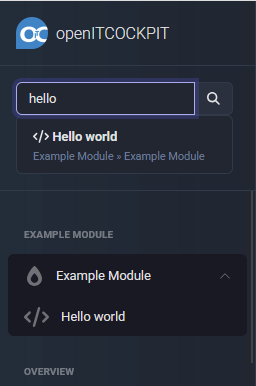 openITCOCKPIT
hello
</> Hello world
Example Module » Example Module
EXAMPLE MODULE
Example Module
</> Hello world
OVERVIEW